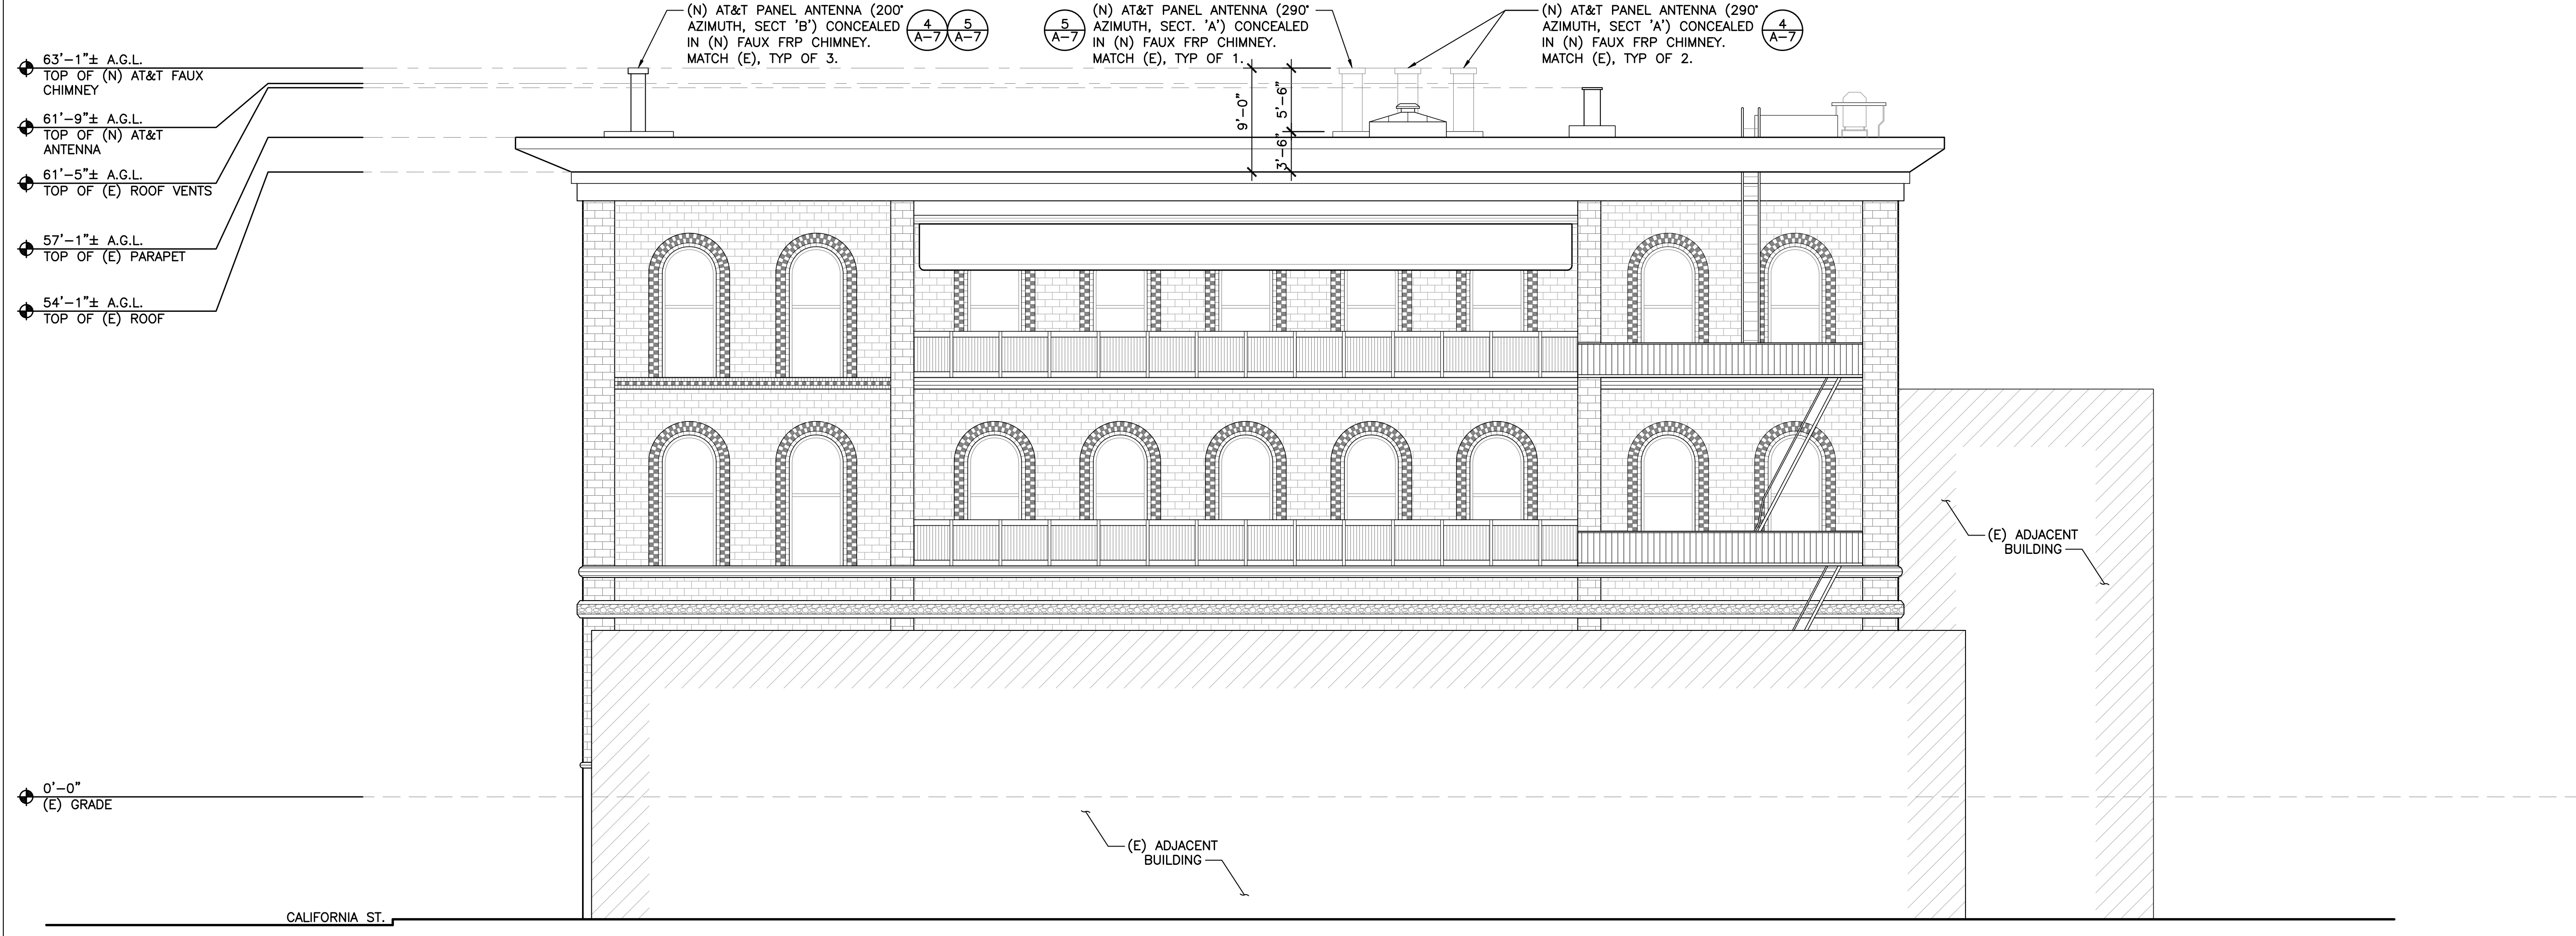 (N) AT&T PANEL ANTENNA (200°
AZIMUTH, SECT 'B') CONCEALED
IN (N) FAUX FRP CHIMNEY.
MATCH (E), TYP OF 3.
4
A-7
5
A-7
5
A-7
(N) AT&T PANEL ANTENNA (290°
AZIMUTH, SECT. 'A') CONCEALED
IN (N) FAUX FRP CHIMNEY.
MATCH (E), TYP OF 1.
(N) AT&T PANEL ANTENNA (290°
AZIMUTH, SECT 'A') CONCEALED
IN (N) FAUX FRP CHIMNEY.
MATCH (E), TYP OF 2.
4
A-7
63'-1"± A.G.L.
TOP OF (N) AT&T FAUX
CHIMNEY
61'-9"± A.G.L.
TOP OF (N) AT&T
ANTENNA
61'-5"± A.G.L.
TOP OF (E) ROOF VENTS
57'-1"± A.G.L.
TOP OF (E) PARAPET
54'-1"± A.G.L.
TOP OF (E) ROOF
9'-0"
5'-6"
3'-6"
(E) ADJACENT
BUILDING
0'-0"
(E) GRADE
(E) ADJACENT
BUILDING
CALIFORNIA ST.